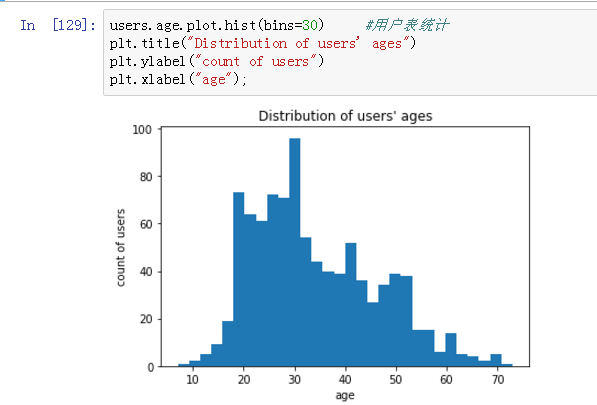 In [129]: users.age.plot.hist(bins=30) #用户表统计
plt.title("Distribution of users' ages")
plt.ylabel("count of users")
plt.xlabel("age");
Distribution of users' ages
100
80
60
40
20
0
count of users
10 20 30 40 50 60 70
age